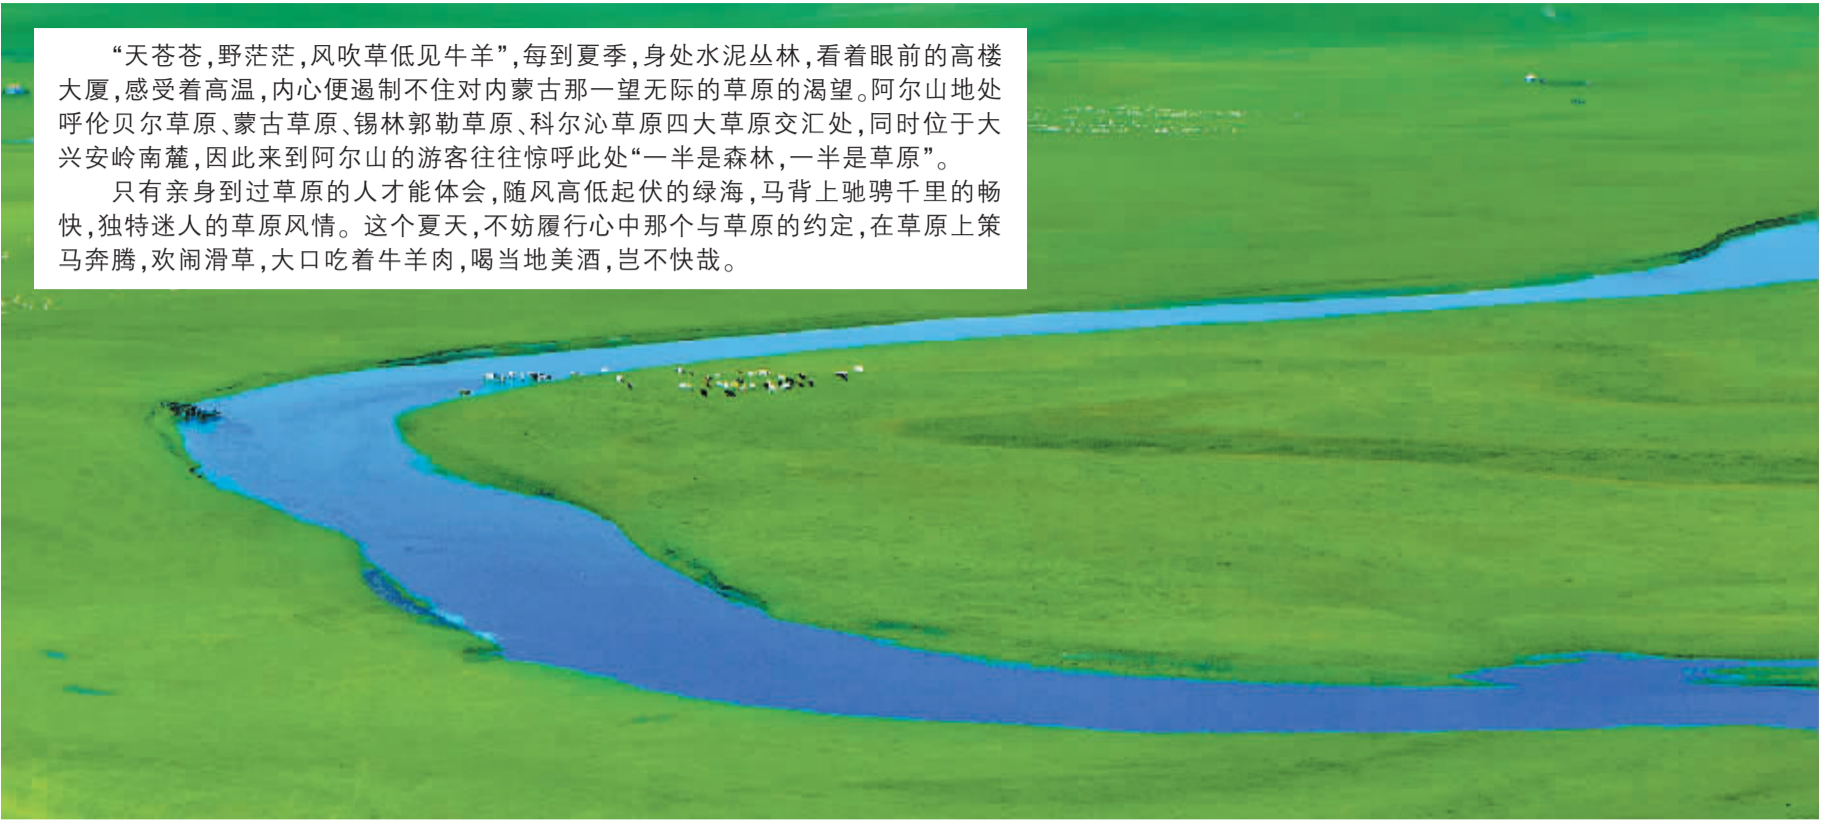 “天苍苍,野茫茫,风吹草低见牛羊”,每到夏季,身处水泥丛林,看着眼前的高楼
大厦,感受着高温,内心便遏制不住对内蒙古那一望无际的草原的渴望。阿尔山地处
呼伦贝尔草原、蒙古草原、锡林郭勒草原、科尔沁草原四大草原交汇处,同时位于大
兴安岭南麓,因此来到阿尔山的游客往往惊呼此处“一半是森林,一半是草原”。
只有亲身到过草原的人才能体会,随风高低起伏的绿海,马背上驰骋千里的畅
快,独特迷人的草原风情。这个夏天,不妨履行心中那个与草原的约定,在草原上策
马奔腾,欢闹滑草,大口吃着牛羊肉,喝当地美酒,岂不快哉。